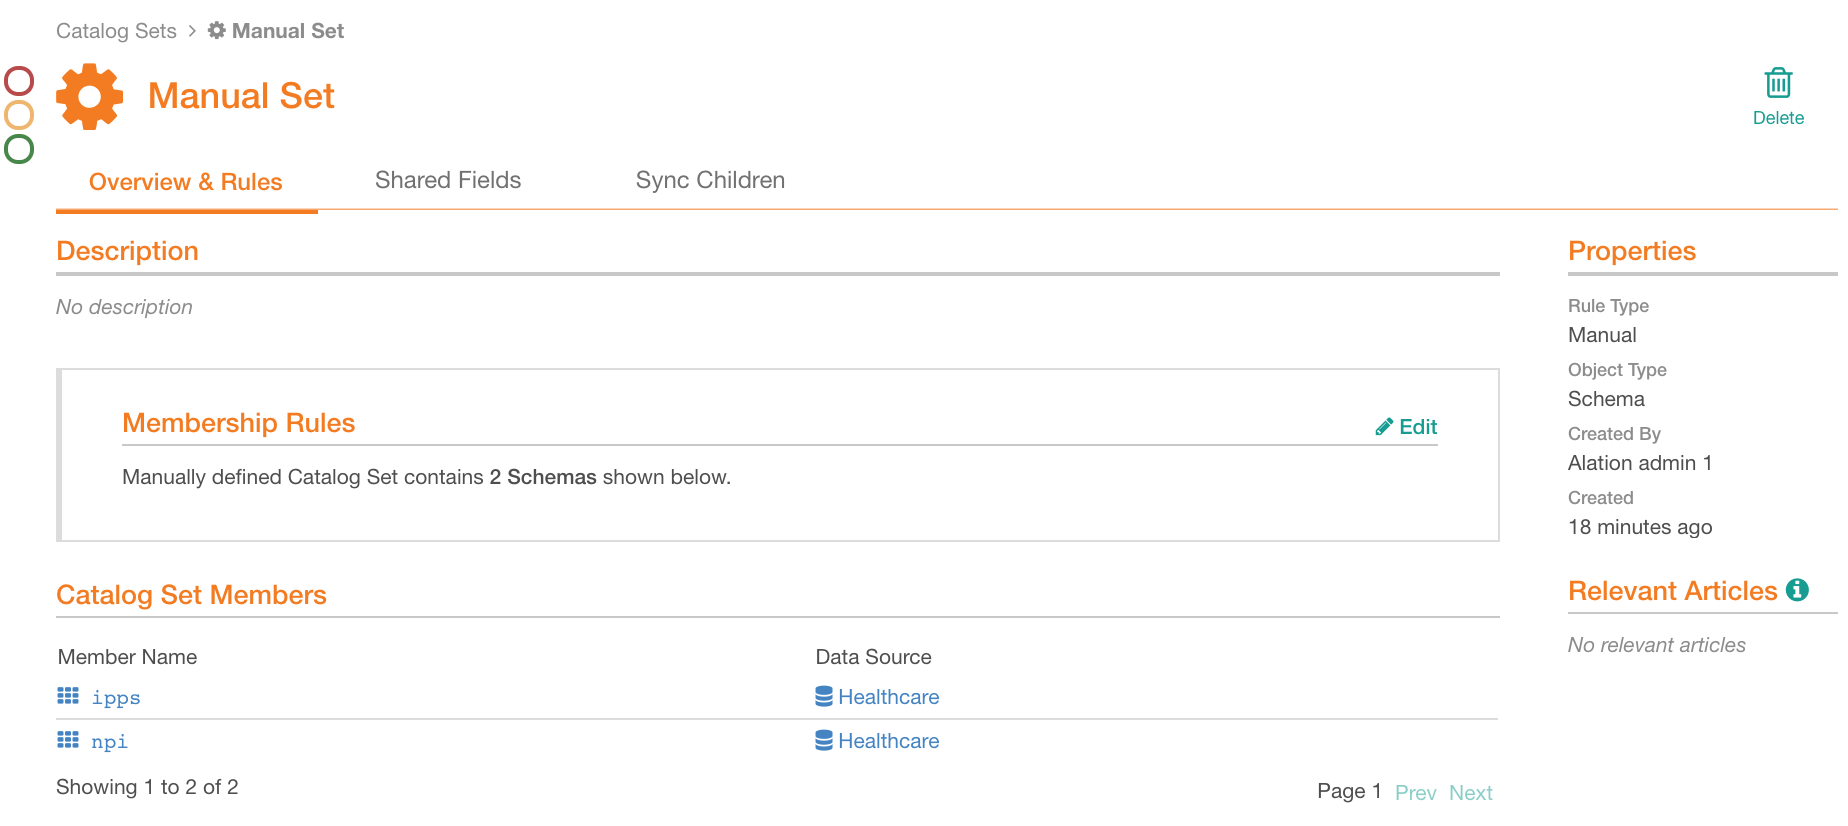 Catalog Sets > Manual Set
Manual Set
Delete
Overview & Rules
Shared Fields
Sync Children
Description
No description
Membership Rules
Edit
Manually defined Catalog Set contains 2 Schemas shown below.
Catalog Set Members
Member Name
Data Source
ipps
Healthcare
npi
Healthcare
Showing 1 to 2 of 2
Page 1 Prev Next
Properties
Rule Type
Manual
Object Type
Schema
Created By
Alation admin 1
Created
18 minutes ago
Relevant Articles
No relevant articles